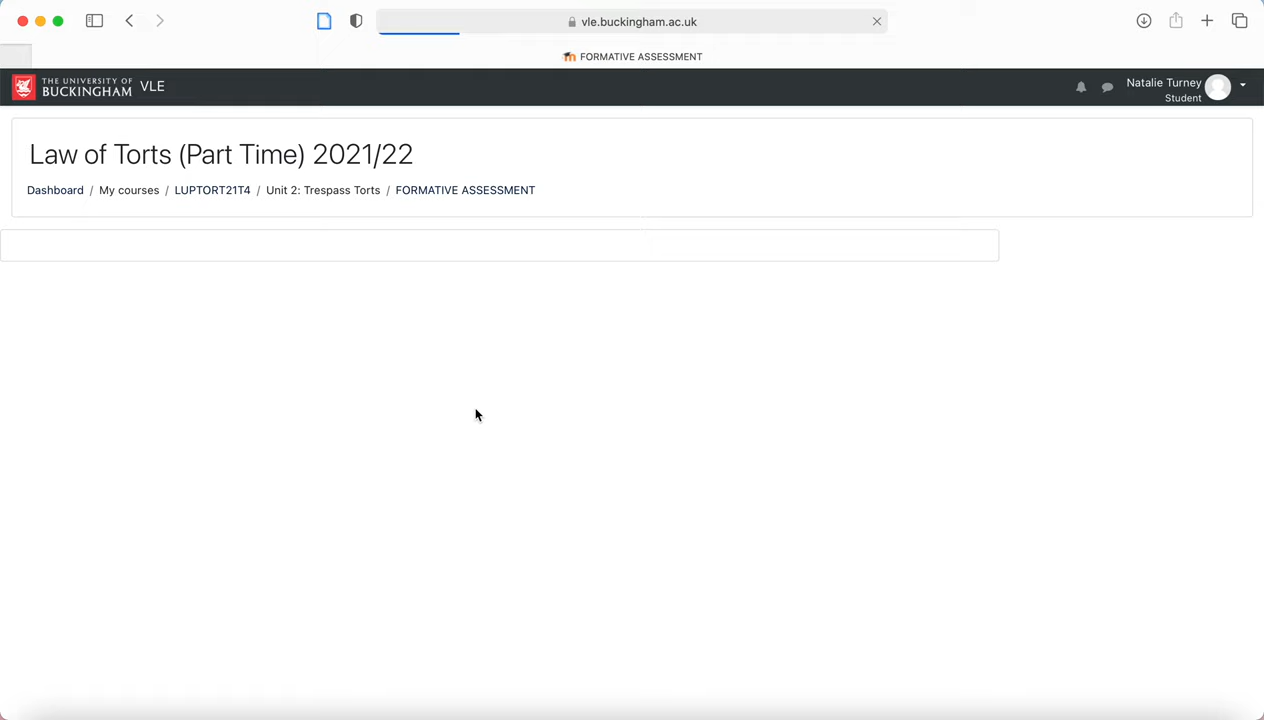 vle.buckingham.ac.uk
FORMATIVE ASSESSMENT
THE UNIVERSITY OF
BUCKINGHAM VLE
Natalie Turney
Student
Law of Torts (Part Time) 2021/22
Dashboard / My courses / LUPTORT21T4 / Unit 2: Trespass Torts / FORMATIVE ASSESSMENT